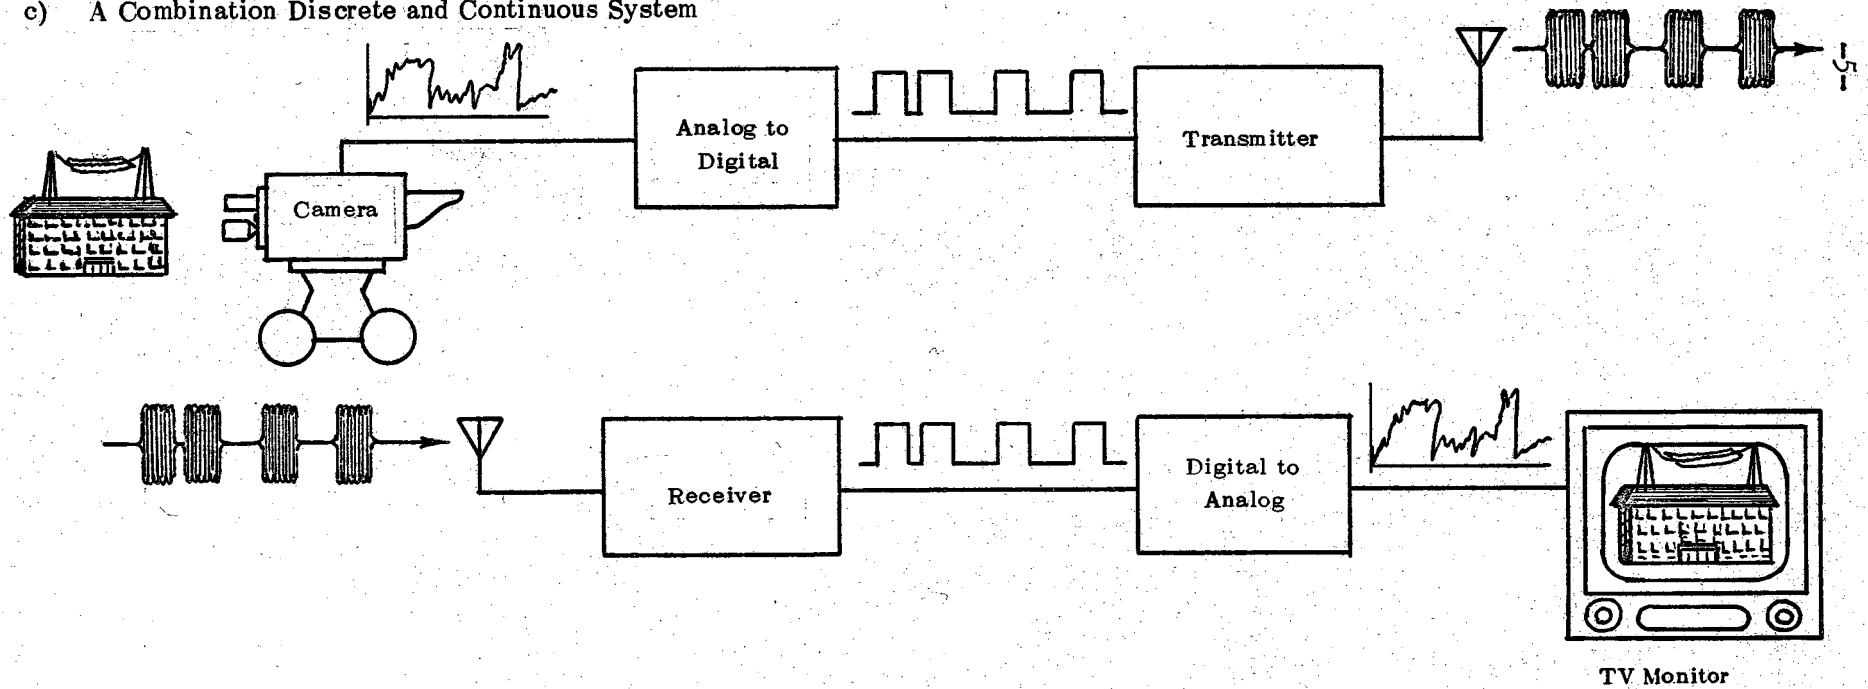 c) A Combination Discrete and Continuous System
-5-
Analog to
Digital
Transmitter
Camera
Receiver
Digital to
Analog
TV Monitor